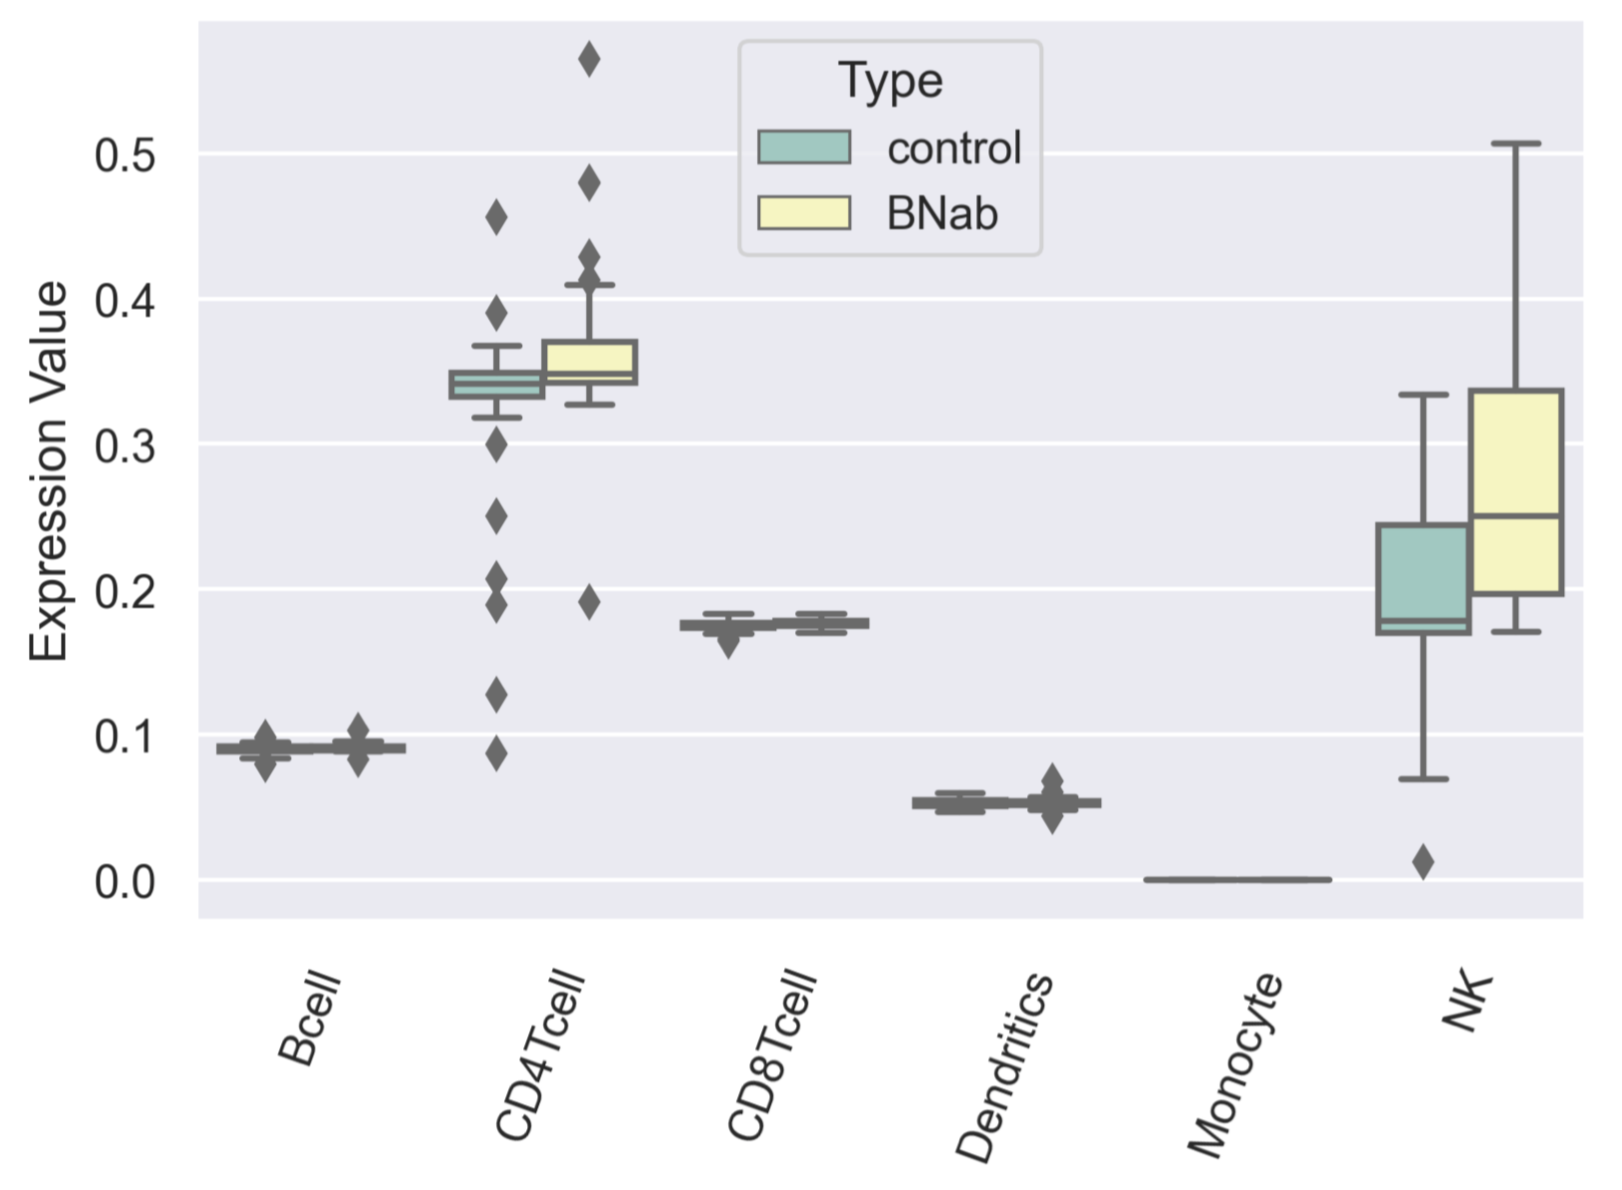 Type
control
BNab
Expression Value
0.5
0.4
0.3
0.2
0.1
0.0
Bcell
CD4Tcell
CD8Tcell
Dendritics
Monocyte
NK